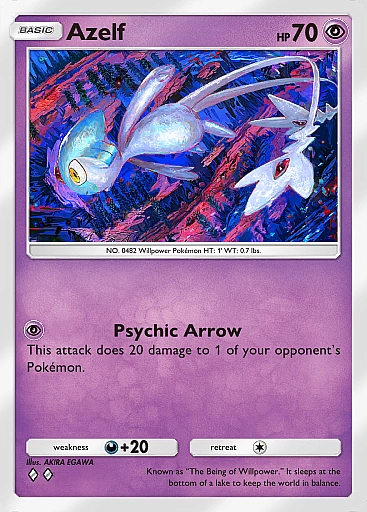 BASIC
Azelf
HP 70
NO. 0482 Willpower Pokémon HT: 1' WT: 0.7 lbs.
Psychic Arrow
This attack does 20 damage to 1 of your opponent's
Pokémon.
weakness +20 retreat
Illus. AKIRA EGAWA
Known as "The Being of Willpower." It sleeps at the
bottom of a lake to keep the world in balance.